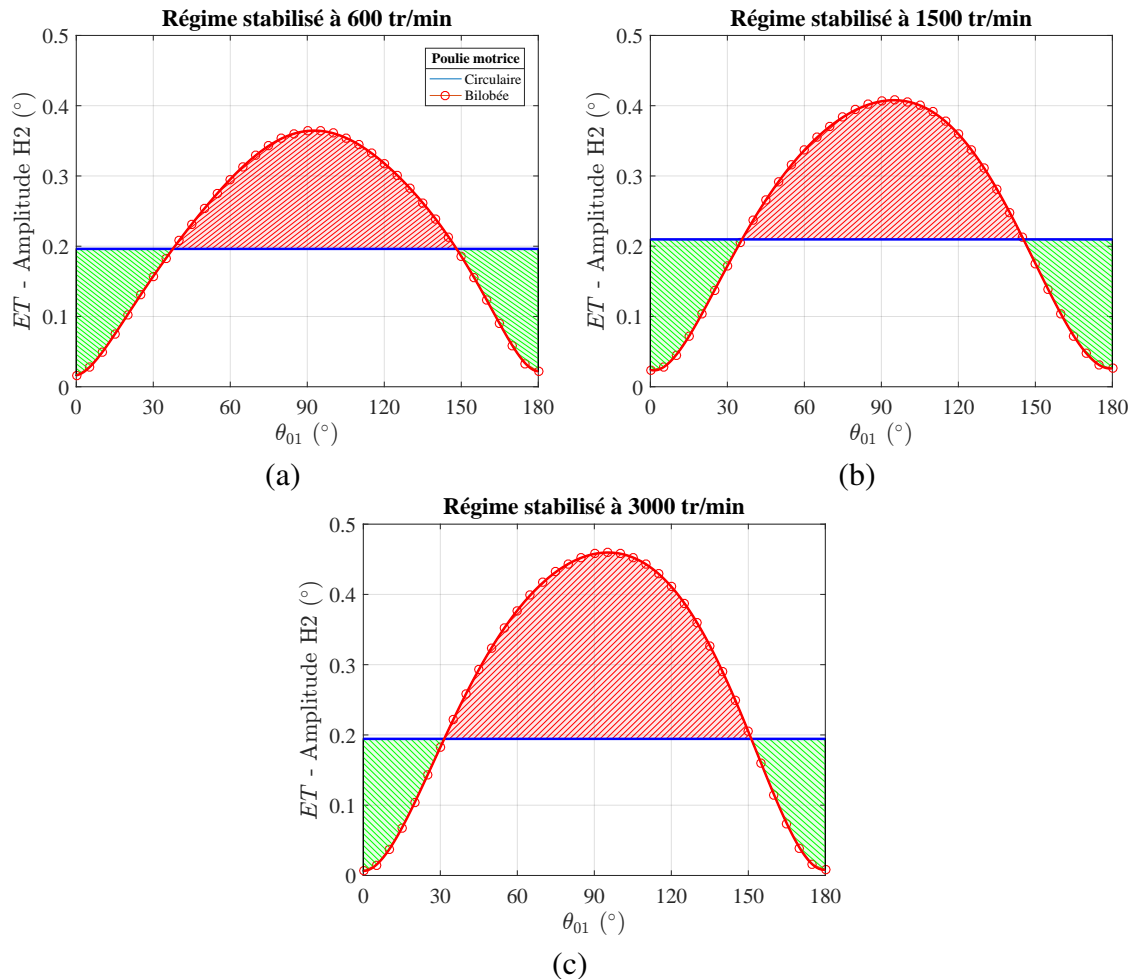 Régime stabilisé à 600 tr/min
ET - Amplitude H2 (°)
0.5
0.4
0.3
0.2
0.1
0
Poulie motrice
Circulaire
Bilobée
0 30 60 90 120 150 180
θ01 (°)
(a)
Régime stabilisé à 1500 tr/min
ET - Amplitude H2 (°)
0.5
0.4
0.3
0.2
0.1
0
0 30 60 90 120 150 180
θ01 (°)
(b)
Régime stabilisé à 3000 tr/min
ET - Amplitude H2 (°)
0.5
0.4
0.3
0.2
0.1
0
0 30 60 90 120 150 180
θ01 (°)
(c)